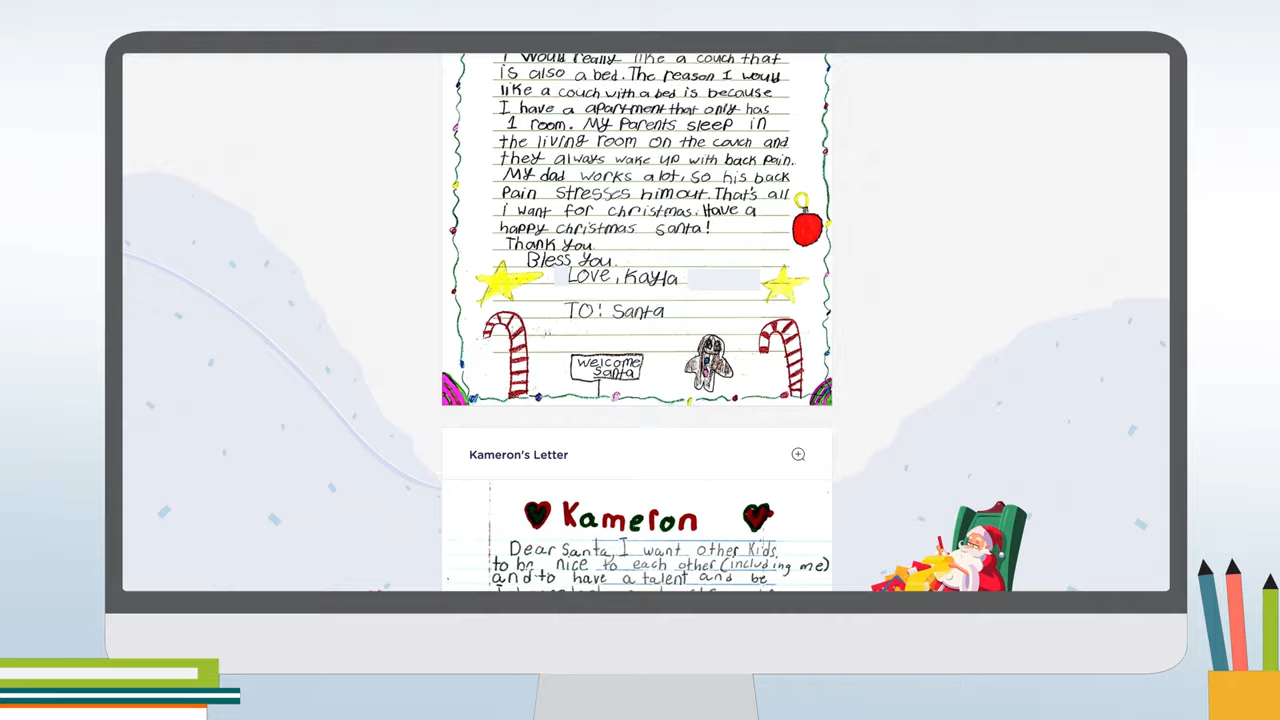 I would really like a couch that
is also a bed. The reason I would
like a couch with a bed is because
I have a apartment that only has
1 room. My Parents sleep in
the living room on the couch and
they always wake up with back pain.
My dad works a lot, so his back
Pain stresses him out. That's all
i want for christmas. Have a
happy christmas santa!
Thank You
Bless You.
Love, Kayla
TO: Santa
Welcome
Santa
Kameron's Letter
Kameron
Dear Santa, I want other kids
to be nice to each other (including me)
and to have a talent and be